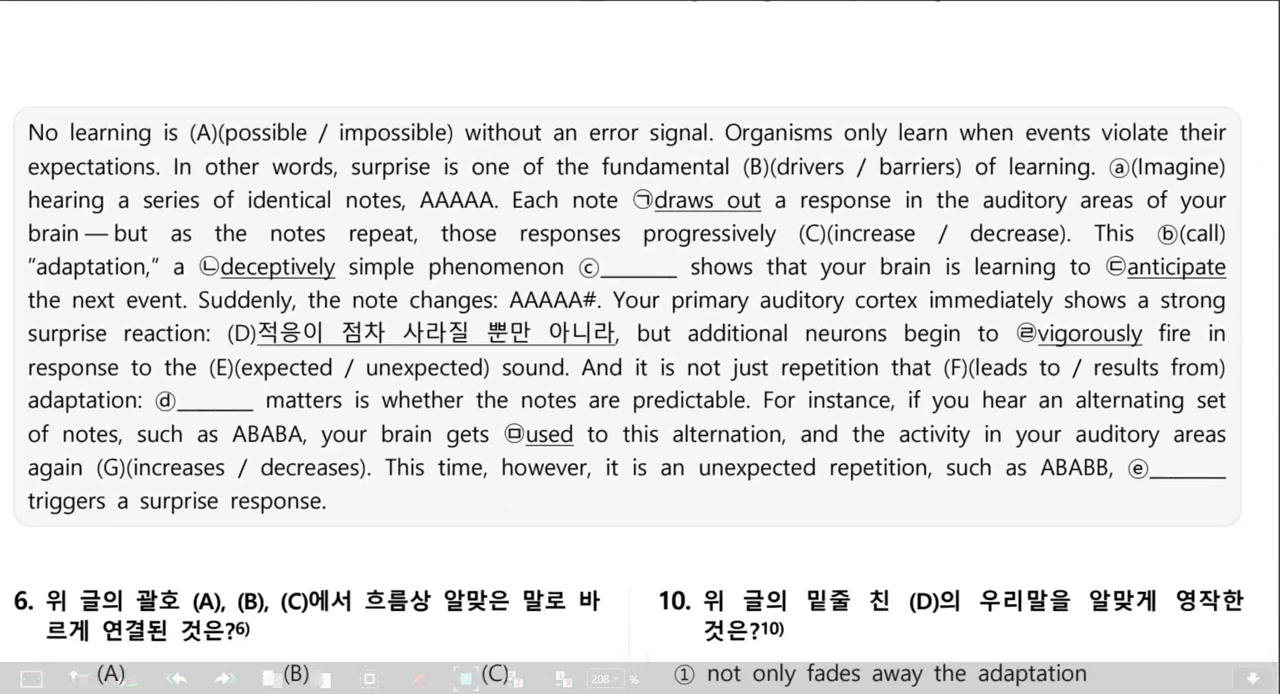 No learning is (A)(possible / impossible) without an error signal. Organisms only learn when events violate their
expectations. In other words, surprise is one of the fundamental (B)(drivers / barriers) of learning. ⓐ(Imagine)
hearing a series of identical notes, AAAAA. Each note ㉠draws out a response in the auditory areas of your
brain — but as the notes repeat, those responses progressively (C)(increase / decrease). This ⓑ(call)
"adaptation," a ㉡deceptively simple phenomenon ⓒ_______ shows that your brain is learning to ㉢anticipate
the next event. Suddenly, the note changes: AAAAA#. Your primary auditory cortex immediately shows a strong
surprise reaction: (D)적응이 점차 사라질 뿐만 아니라, but additional neurons begin to ㉣vigorously fire in
response to the (E)(expected / unexpected) sound. And it is not just repetition that (F)(leads to / results from)
adaptation: ⓓ_______ matters is whether the notes are predictable. For instance, if you hear an alternating set
of notes, such as ABABA, your brain gets ㉤used to this alternation, and the activity in your auditory areas
again (G)(increases / decreases). This time, however, it is an unexpected repetition, such as ABABB, ⓔ_______
triggers a surprise response.
6. 위 글의 괄호 (A), (B), (C)에서 흐름상 알맞은 말로 바
르게 연결된 것은?6)
(A) (B) (C)
10. 위 글의 밑줄 친 (D)의 우리말을 알맞게 영작한
것은?10)
① not only fades away the adaptation
208 %